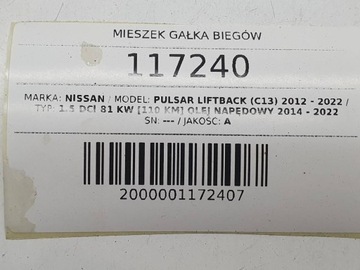 MIESZEK GAŁKA BIEGÓW
117240
MARKA: NISSAN / MODEL: PULSAR LIFTBACK (C13) 2012 - 2022 /
TYP: 1.5 DCI 81 KW [110 KM] OLEJ NAPĘDOWY 2014 - 2022
SN: --- / JAKOŚĆ: A
2000001172407